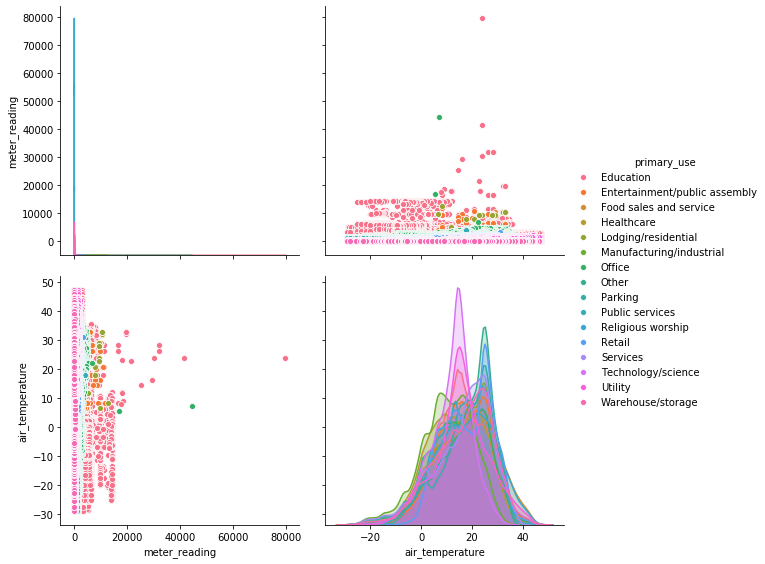 80000
70000
60000
50000
40000
30000
20000
10000
0
meter_reading
50
40
30
20
10
0
−10
−20
−30
air_temperature
0
20000
40000
60000
80000
meter_reading
−20
0
20
40
air_temperature
primary_use
Education
Entertainment/public assembly
Food sales and service
Healthcare
Lodging/residential
Manufacturing/industrial
Office
Other
Parking
Public services
Religious worship
Retail
Services
Technology/science
Utility
Warehouse/storage